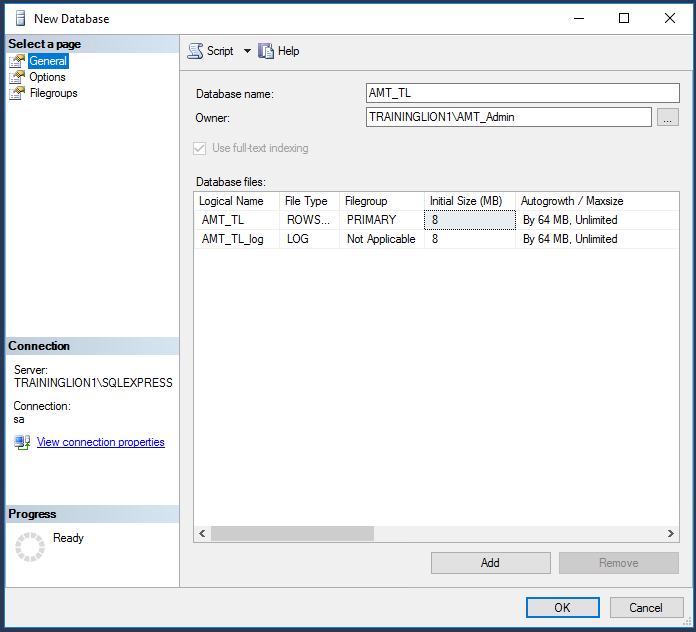 New Database
Select a page
General
Options
Filegroups
Script
Help
Database name:
AMT_TL
Owner:
TRAININGLION1\AMT_Admin
...
Use full-text indexing
Database files:
Logical Name File Type Filegroup Initial Size (MB) Autogrowth / Maxsize
AMT_TL ROWS... PRIMARY 8 By 64 MB, Unlimited
AMT_TL_log LOG Not Applicable 8 By 64 MB, Unlimited
Connection
Server:
TRAININGLION1\SQLEXPRESS
Connection:
sa
View connection properties
Progress
Ready
Add Remove
OK Cancel